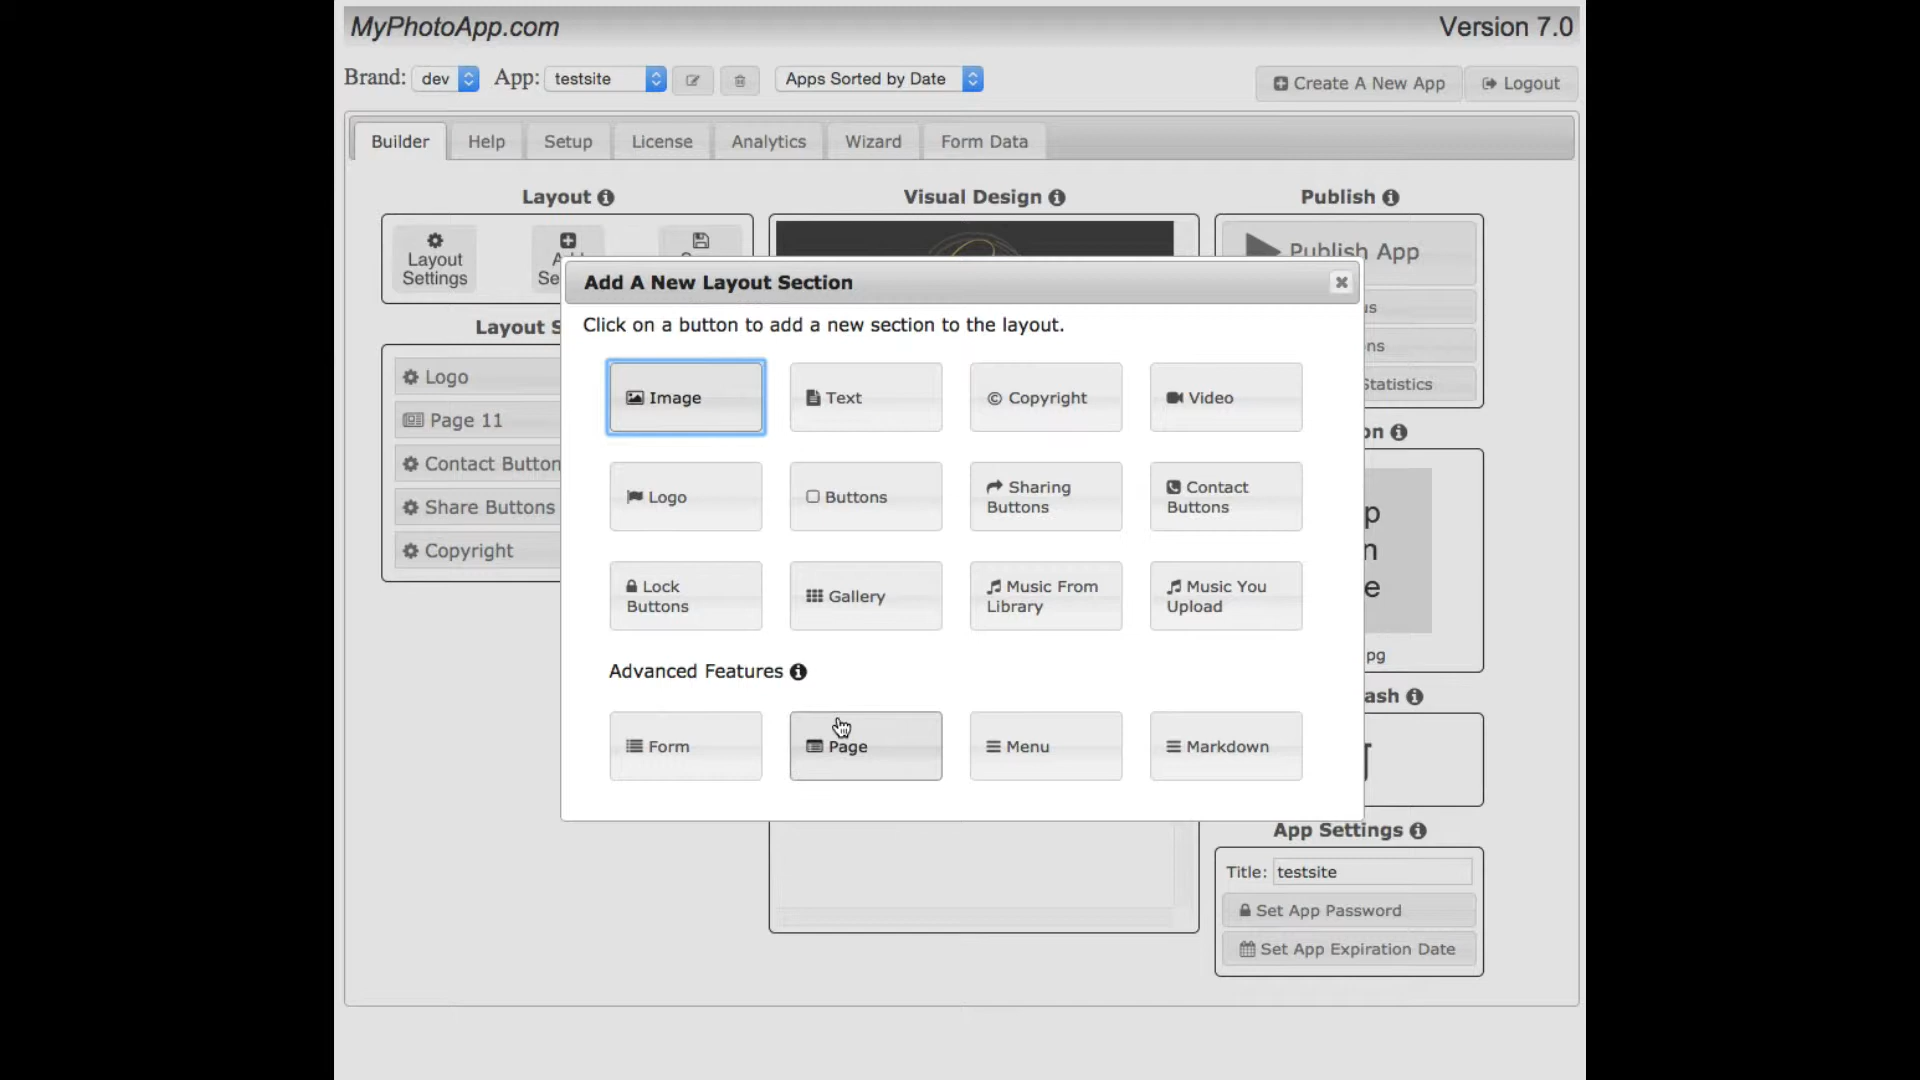 MyPhotoApp.com
Version 7.0
Brand: dev App: testsite Apps Sorted by Date
Create A New App Logout
Builder Help Setup License Analytics Wizard Form Data
Layout
Visual Design
Publish
Layout
Settings
Publish App
Add A New Layout Section
Click on a button to add a new section to the layout.
Layout S
Logo
Page 11
Contact Button
Share Buttons
Copyright
Image
Text
© Copyright
Video
Logo
Buttons
Sharing
Buttons
Contact
Buttons
Lock
Buttons
Gallery
Music From
Library
Music You
Upload
Advanced Features
Form
Page
Menu
Markdown
Statistics
App Settings
Title: testsite
Set App Password
Set App Expiration Date